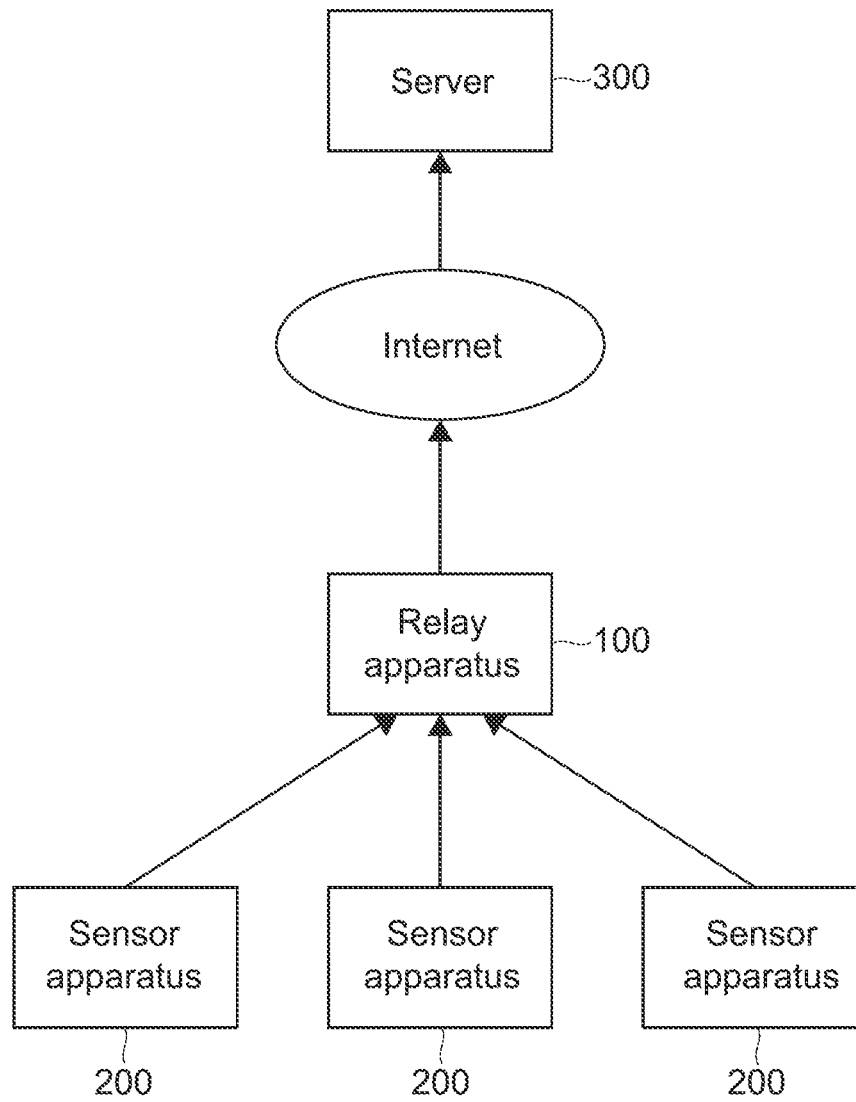 Server
300
Internet
Relay
apparatus
100
Sensor
apparatus
200
Sensor
apparatus
200
Sensor
apparatus
200